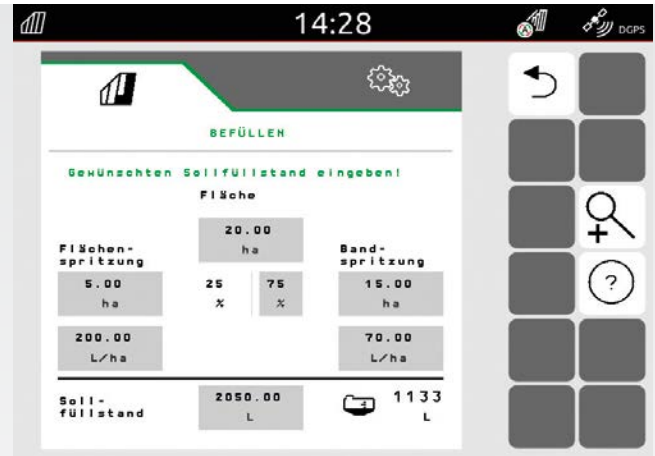 14:28
DGPS
BEFÜLLEN
Gewünschten Sollfüllstand eingeben!
Fläche
20.00
ha
Flächen-
spritzung
Band-
spritzung
5.00
ha
25
%
75
%
15.00
ha
200.00
L/ha
70.00
L/ha
Soll-
füllstand
2050.00
L
1133
L
?